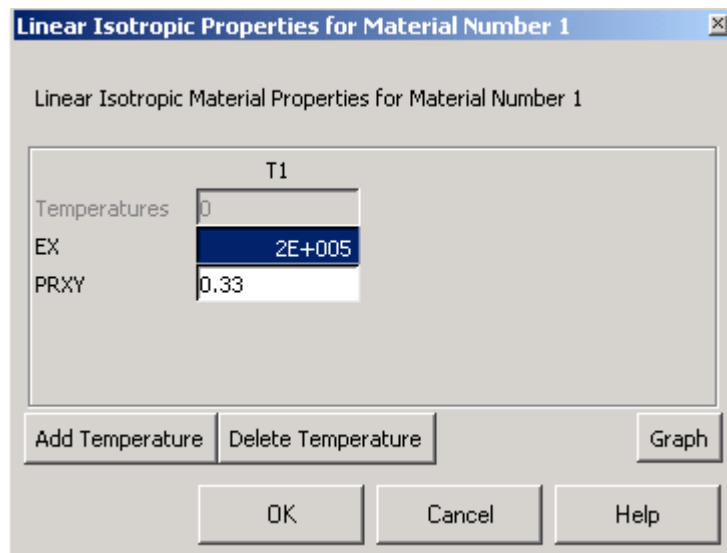 Linear Isotropic Properties for Material Number 1
Linear Isotropic Material Properties for Material Number 1
T1
Temperatures 0
EX 2E+005
PRXY 0.33
Add Temperature Delete Temperature Graph
OK Cancel Help